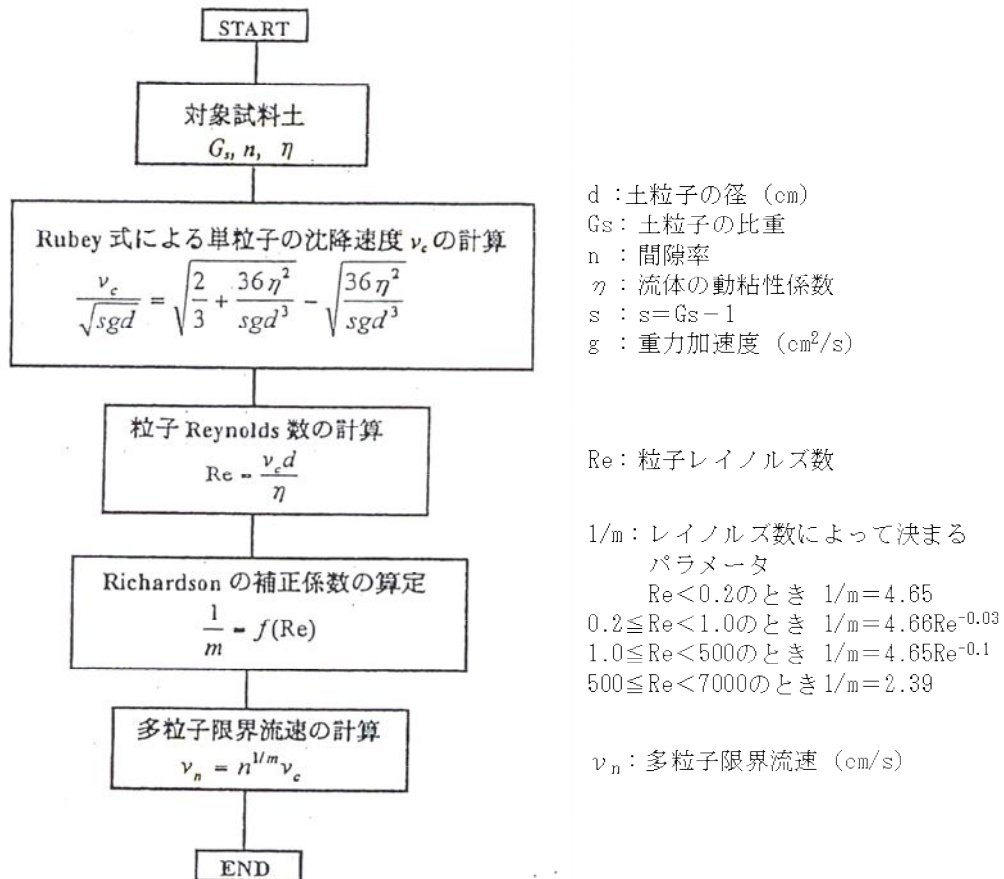 START
対象試料土
Gs, n, η
Rubey 式による単粒子の沈降速度 νc の計算
νc/√sgd = √(2/3 + 36η²/sgd³) − √(36η²/sgd³)
粒子 Reynolds 数の計算
Re = νcd/η
Richardson の補正係数の算定
1/m = f(Re)
多粒子限界流速の計算
νn = n^(1/m) νc
END
d :土粒子の径 (cm)
Gs: 土粒子の比重
n : 間隙率
η : 流体の動粘性係数
s : s=Gs-1
g : 重力加速度 (cm²/s)
Re: 粒子レイノルズ数
1/m: レイノルズ数によって決まる
パラメータ
Re<0.2のとき 1/m=4.65
0.2≦Re<1.0のとき 1/m=4.66Re⁻⁰·⁰³
1.0≦Re<500のとき 1/m=4.65Re⁻⁰·¹
500≦Re<7000のとき1/m=2.39
νn: 多粒子限界流速 (cm/s)